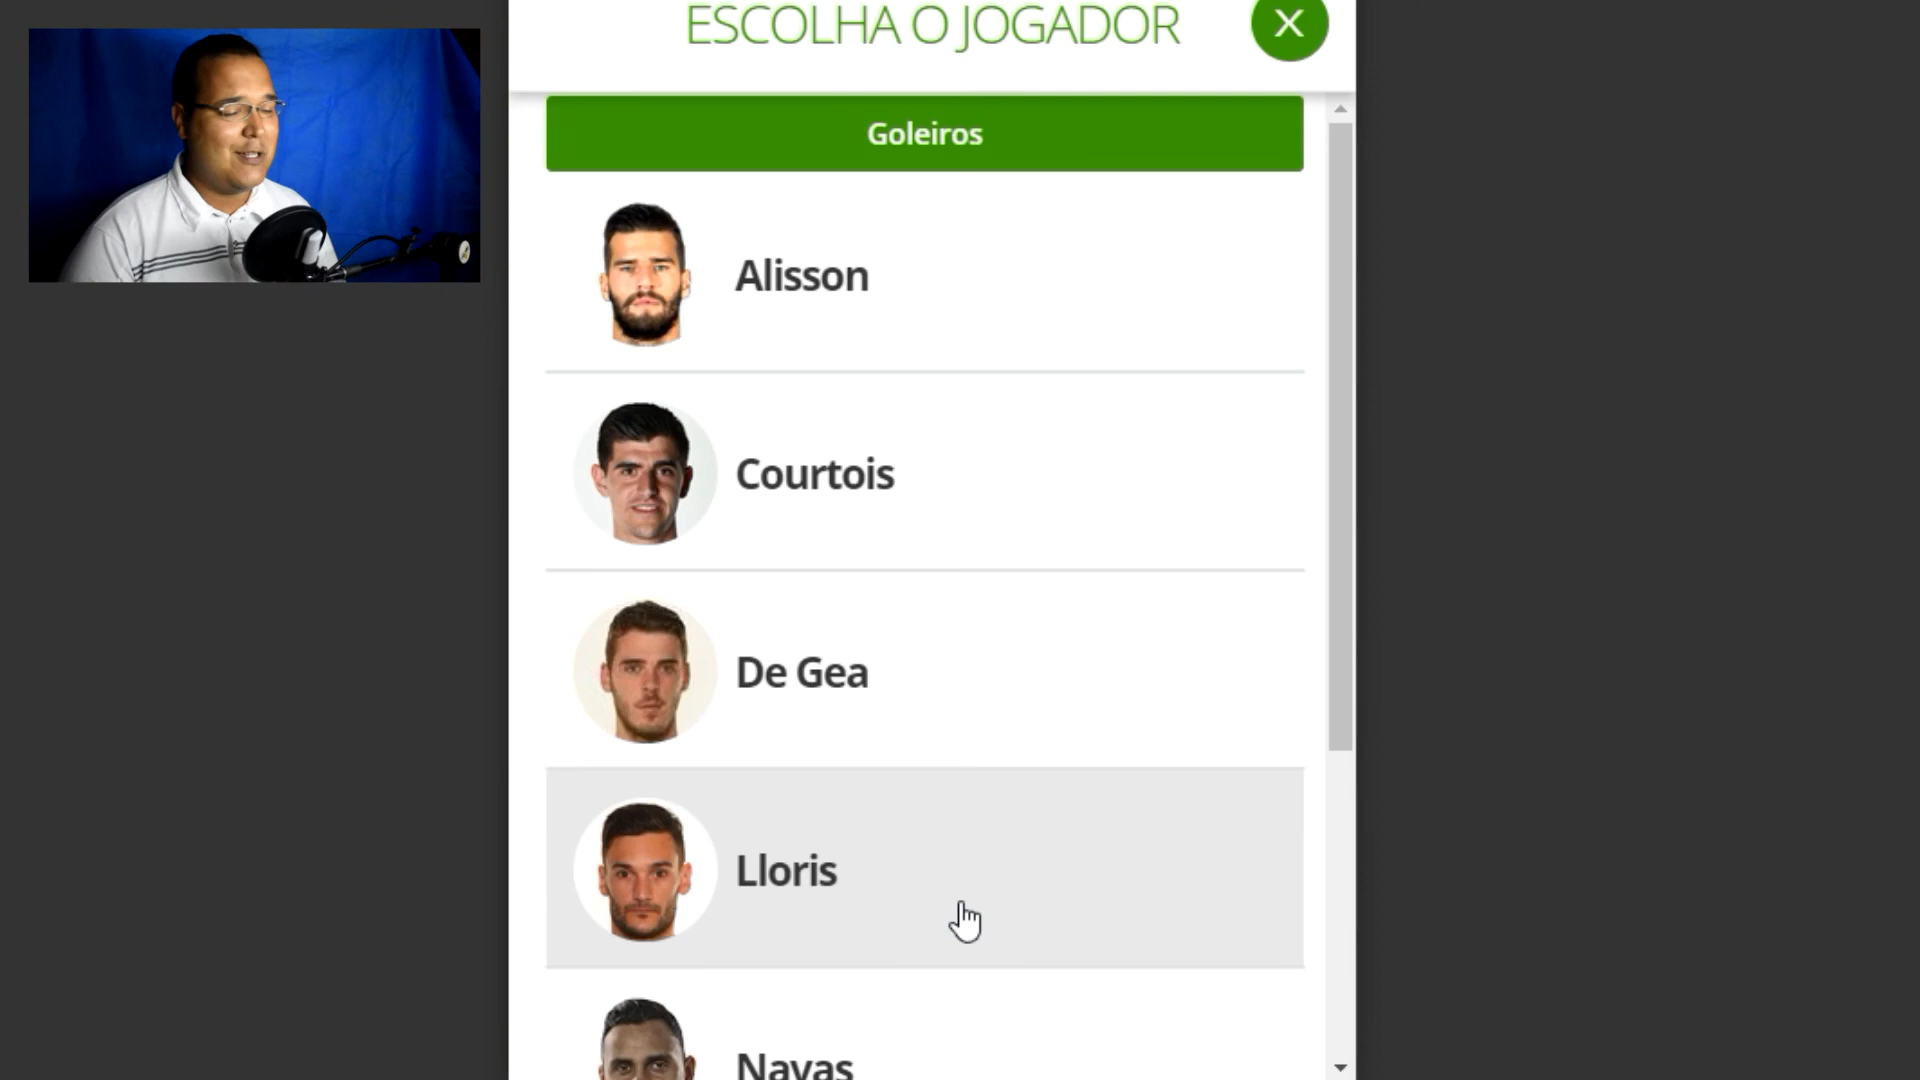 ESCOLHA O JOGADOR
X
Goleiros
Alisson
Courtois
De Gea
Lloris
Navas